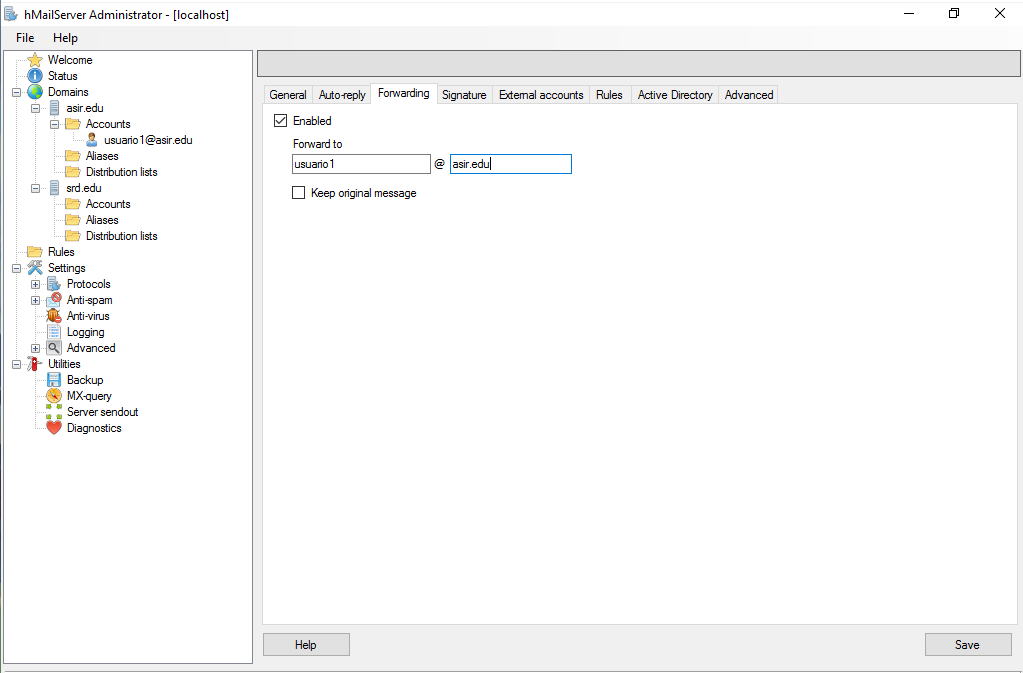 hMailServer Administrator - [localhost]
File Help
Welcome
Status
Domains
asir.edu
Accounts
usuario1@asir.edu
Aliases
Distribution lists
srd.edu
Accounts
Aliases
Distribution lists
Rules
Settings
Protocols
Anti-spam
Anti-virus
Logging
Advanced
Utilities
Backup
MX-query
Server sendout
Diagnostics
General Auto-reply Forwarding Signature External accounts Rules Active Directory Advanced
Enabled
Forward to
usuario1 @ asir.edu
Keep original message
Help Save